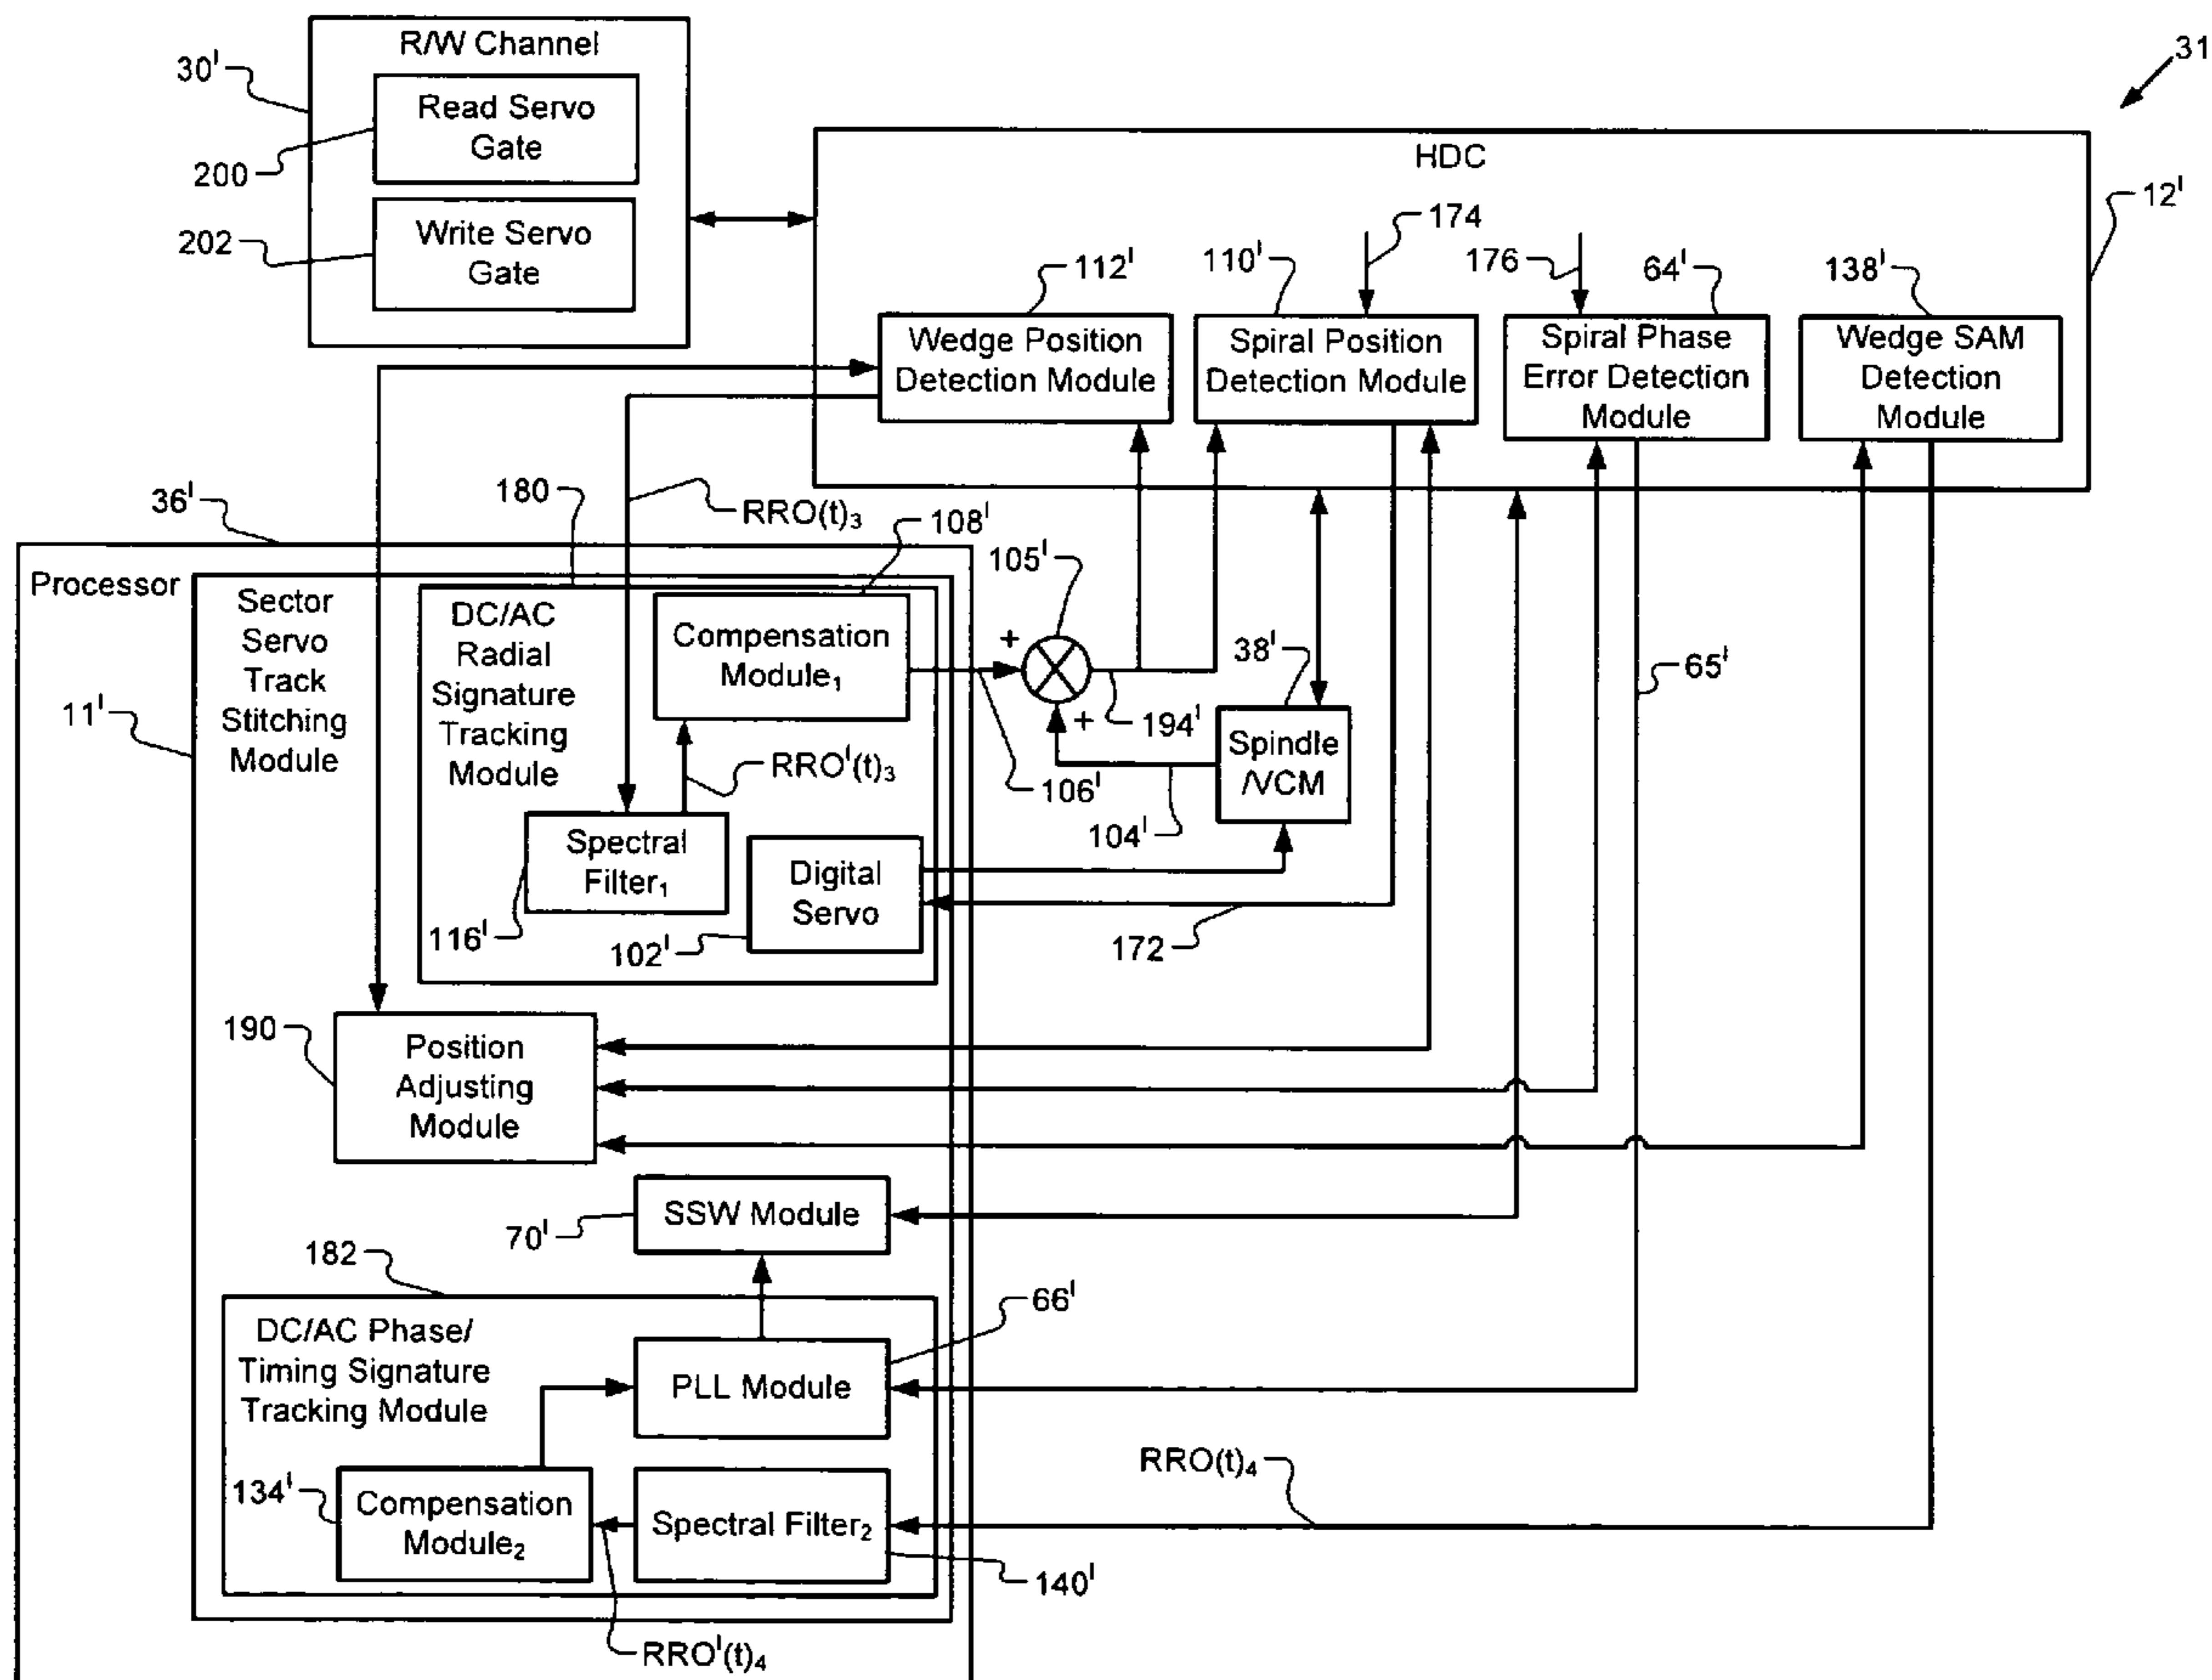 R/W Channel
30'
Read Servo
Gate
200
202
Write Servo
Gate
31
HDC
12'
174
176
112'
110'
64'
138'
Wedge Position
Detection Module
Spiral Position
Detection Module
Spiral Phase
Error Detection
Module
Wedge SAM
Detection
Module
36'
180
RRO(t)₃
108'
105'
Processor
Sector
Servo
Track
Stitching
Module
11'
DC/AC
Radial
Signature
Tracking
Module
Compensation
Module₁
+
+
194'
106'
104'
38'
Spindle
/VCM
65'
RRO'(t)₃
Spectral
Filter₁
116'
Digital
Servo
102'
172
190
Position
Adjusting
Module
SSW Module
70'
182
66'
DC/AC Phase/
Timing Signature
Tracking Module
PLL Module
134'
Compensation
Module₂
Spectral Filter₂
140'
RRO(t)₄
RRO'(t)₄